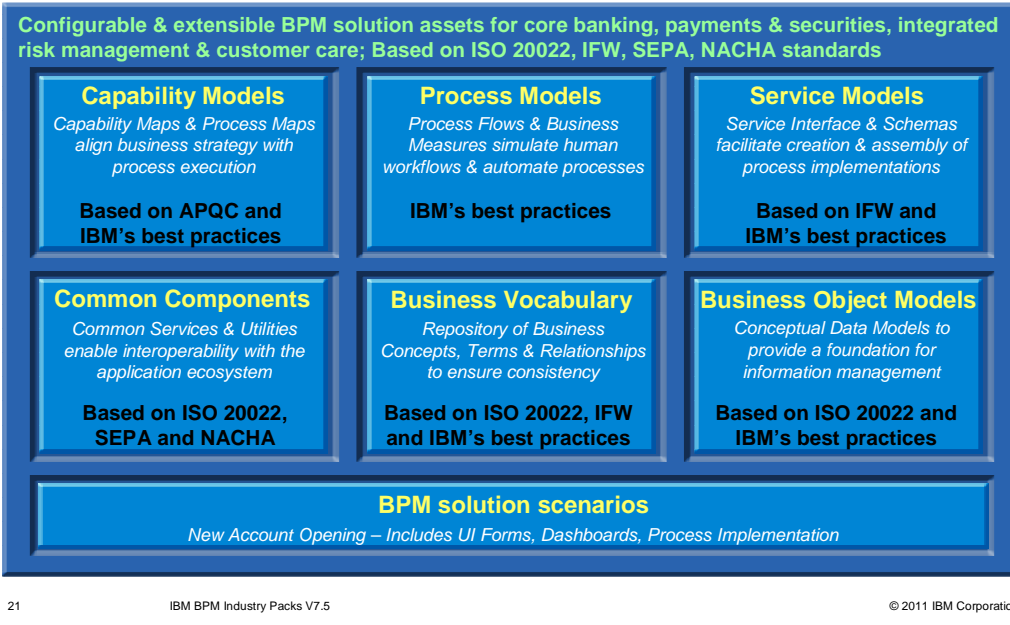 Configurable & extensible BPM solution assets for core banking, payments & securities, integrated
risk management & customer care; Based on ISO 20022, IFW, SEPA, NACHA standards
Capability Models
Capability Maps & Process Maps
align business strategy with
process execution
Based on APQC and
IBM's best practices
Process Models
Process Flows & Business
Measures simulate human
workflows & automate processes
IBM's best practices
Service Models
Service Interface & Schemas
facilitate creation & assembly of
process implementations
Based on IFW and
IBM's best practices
Common Components
Common Services & Utilities
enable interoperability with the
application ecosystem
Based on ISO 20022,
SEPA and NACHA
Business Vocabulary
Repository of Business
Concepts, Terms & Relationships
to ensure consistency
Based on ISO 20022, IFW
and IBM's best practices
Business Object Models
Conceptual Data Models to
provide a foundation for
information management
Based on ISO 20022 and
IBM's best practices
BPM solution scenarios
New Account Opening – Includes UI Forms, Dashboards, Process Implementation
21 IBM BPM Industry Packs V7.5 © 2011 IBM Corporatio